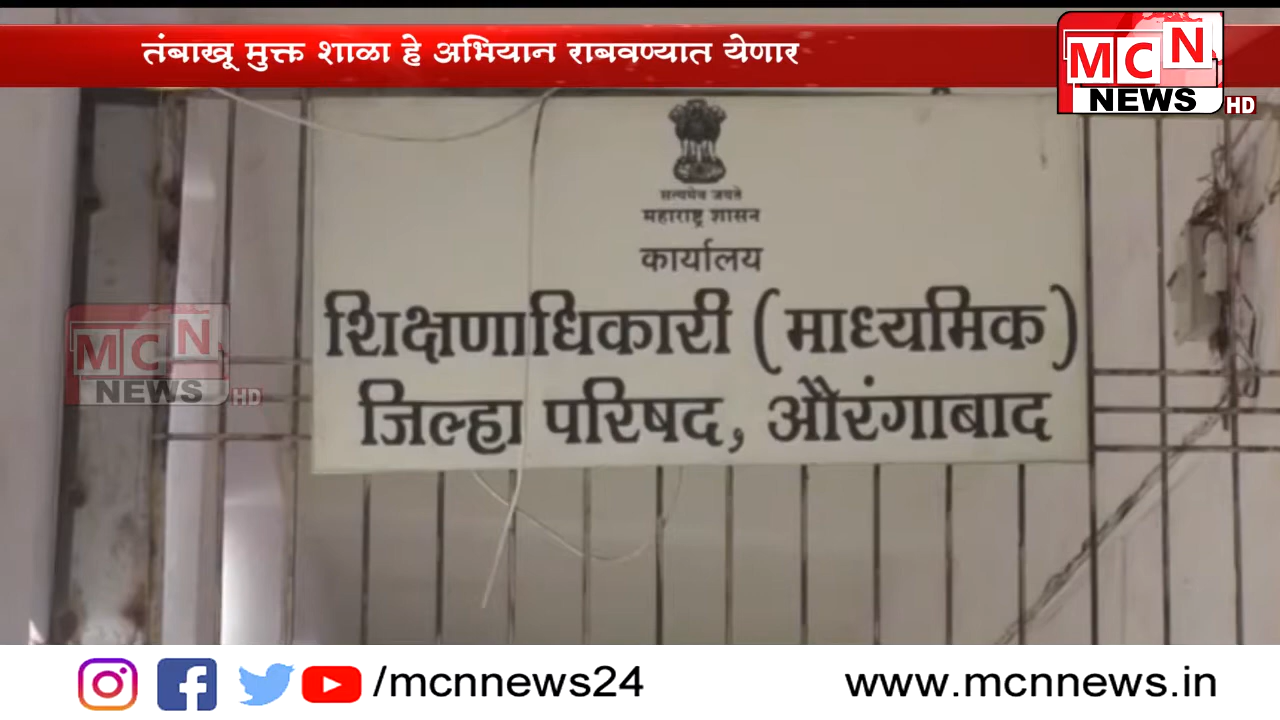 तंबाखू मुक्त शाळा हे अभियान राबवण्यात येणार
MCN
NEWS HD
सत्यमेव जयते
महाराष्ट्र शासन
कार्यालय
शिक्षणाधिकारी (माध्यमिक)
जिल्हा परिषद, औरंगाबाद
MCN
NEWS HD
/mcnnews24
www.mcnnews.in